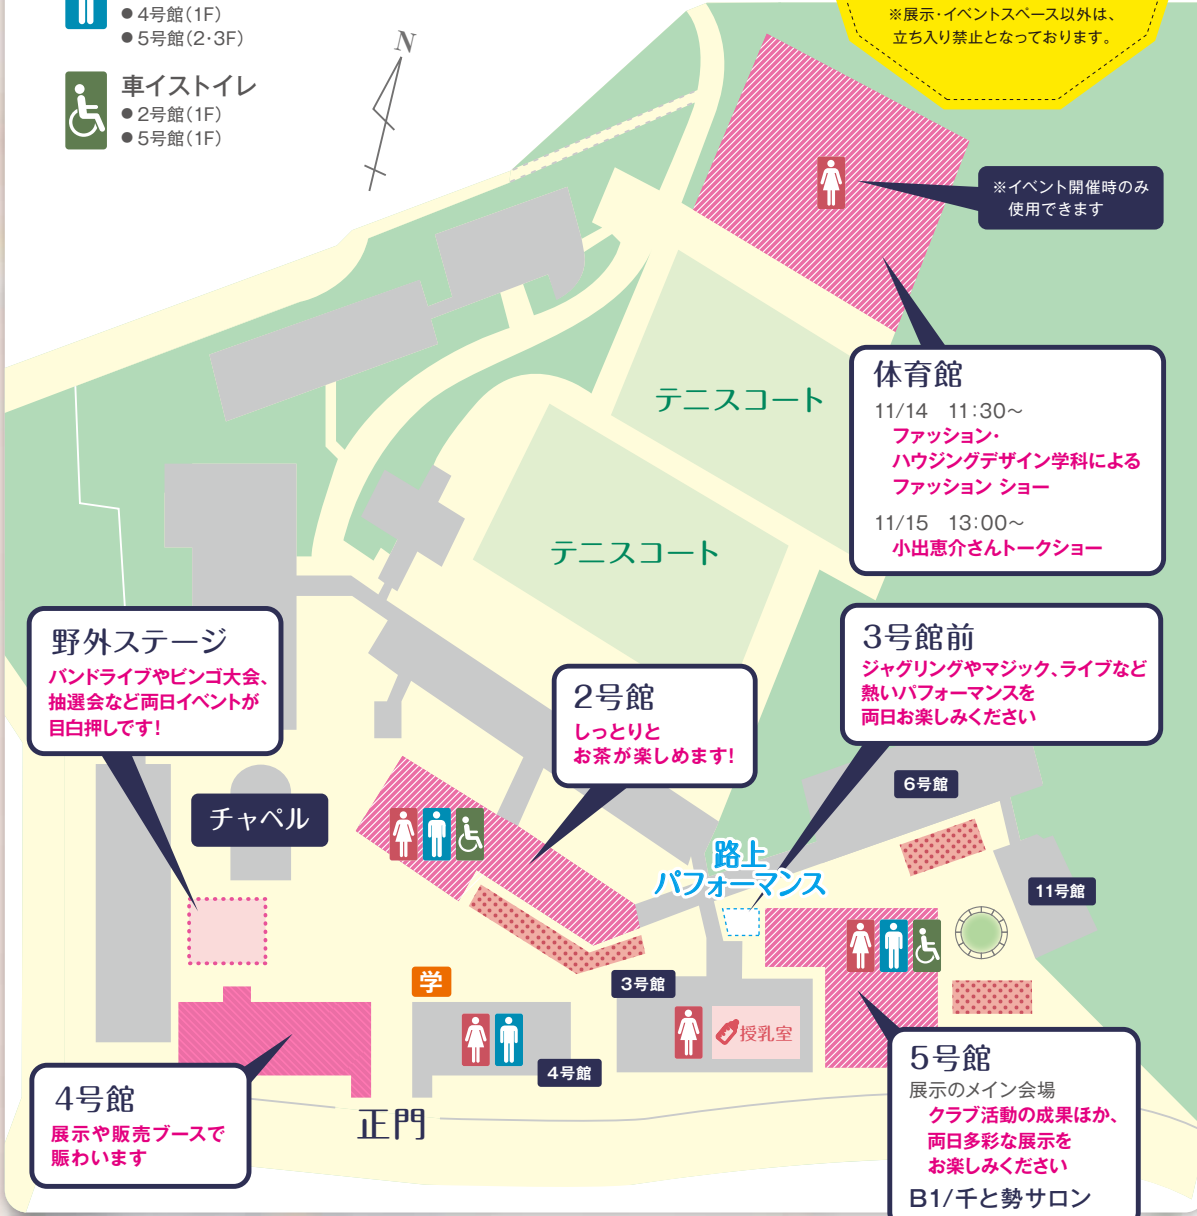 ● 4号館(1F)
● 5号館(2・3F)
車イストイレ
● 2号館(1F)
● 5号館(1F)
N
※展示・イベントスペース以外は、
立ち入り禁止となっております。
※イベント開催時のみ
使用できます
体育館
11/14 11:30〜
ファッション・
ハウジングデザイン学科による
ファッション ショー
11/15 13:00〜
小出恵介さんトークショー
テニスコート
テニスコート
野外ステージ
バンドライブやビンゴ大会、
抽選会など両日イベントが
目白押しです!
2号館
しっとりと
お茶が楽しめます!
3号館前
ジャグリングやマジック、ライブなど
熱いパフォーマンスを
両日お楽しみください
6号館
チャペル
路上
パフォーマンス
11号館
学
3号館
授乳室
4号館
4号館
展示や販売ブースで
賑わいます
正門
5号館
展示のメイン会場
クラブ活動の成果ほか、
両日多彩な展示を
お楽しみください
B1/千と勢サロン